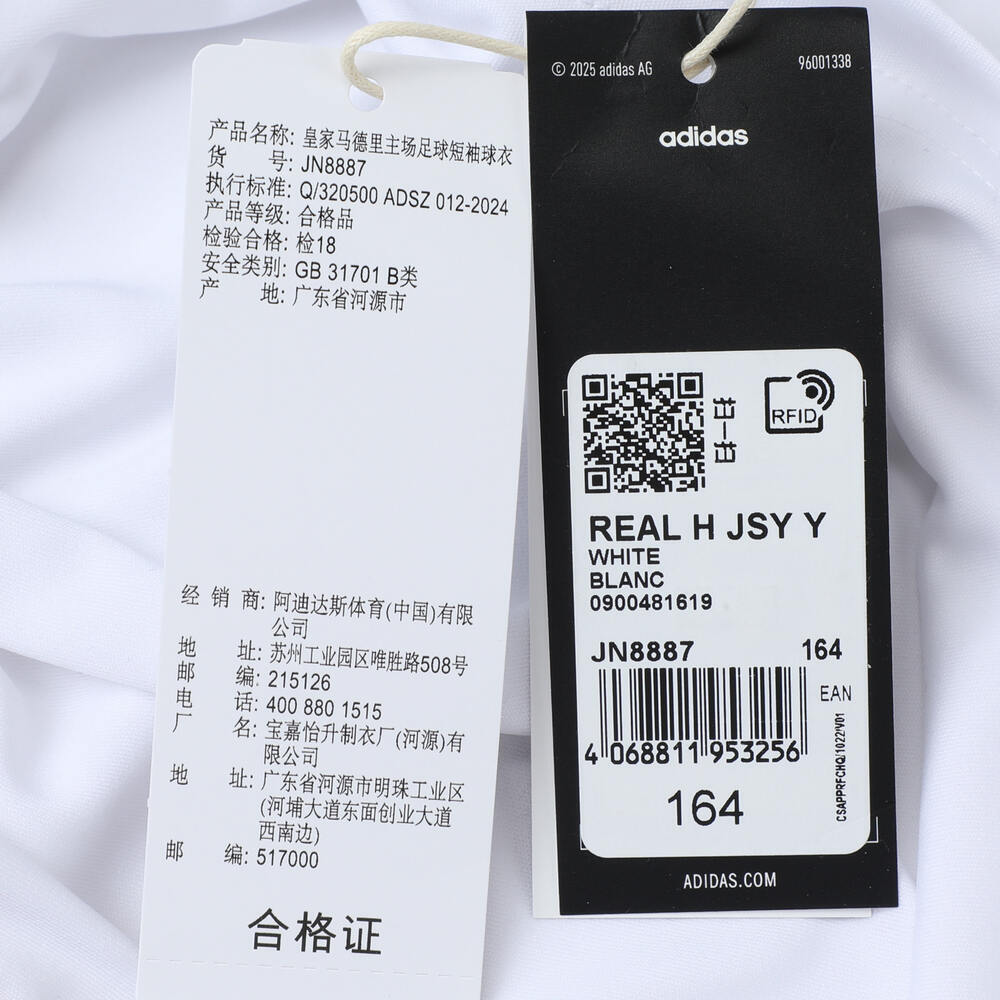 产品名称: 皇家马德里主场足球短袖球衣
货 号: JN8887
执行标准: Q/320500 ADSZ 012-2024
产品等级: 合格品
检验合格: 检18
安全类别: GB 31701 B类
产 地: 广东省河源市
经 销 商: 阿迪达斯体育(中国)有限
公司
地 址: 苏州工业园区唯胜路508号
邮 编: 215126
电 话: 400 880 1515
厂 名: 宝嘉怡升制衣厂(河源)有
限公司
地 址: 广东省河源市明珠工业区
(河埔大道东面创业大道
西南边)
邮 编: 517000
合格证
© 2025 adidas AG
96001338
adidas
扫一扫
RFID
REAL H JSY Y
WHITE
BLANC
0900481619
JN8887 164
EAN
4 068811 953256
CSAPPRFCHQ/1022/V01
164
ADIDAS.COM